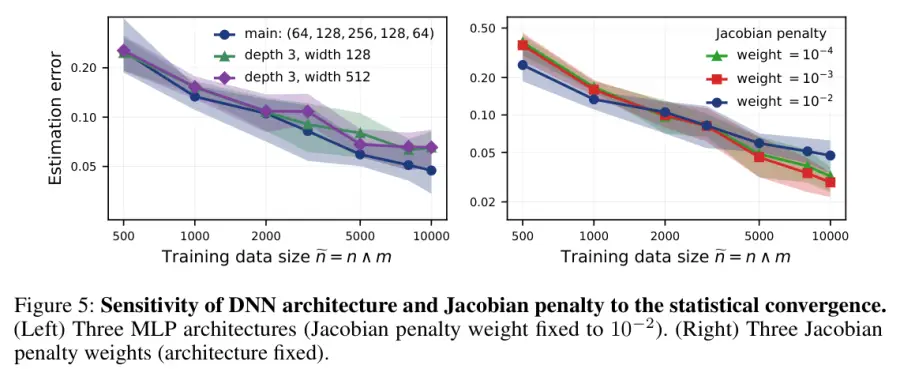 Estimation error
0.20
0.10
0.05
main: (64, 128, 256, 128, 64)
depth 3, width 128
depth 3, width 512
500
1000
2000
5000
10000
Training data size ñ = n ∧ m
0.50
0.20
0.10
0.05
0.02
Jacobian penalty
weight = 10⁻⁴
weight = 10⁻³
weight = 10⁻²
500
1000
2000
5000
10000
Training data size ñ = n ∧ m
Figure 5: Sensitivity of DNN architecture and Jacobian penalty to the statistical convergence.
(Left) Three MLP architectures (Jacobian penalty weight fixed to 10⁻²). (Right) Three Jacobian
penalty weights (architecture fixed).